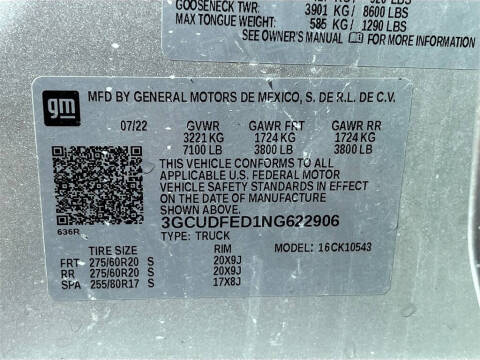 GOOSENECK TWR: 3901 KG/ 8600 LBS
MAX TONGUE WEIGHT: 585 KG/ 1290 LBS
SEE OWNER'S MANUAL FOR MORE INFORMATION
gm MFD BY GENERAL MOTORS DE MEXICO, S. DE R.L. DE C.V.
07/22 GVWR GAWR FRT GAWR RR
3221 KG 1724 KG 1724 KG
7100 LB 3800 LB 3800 LB
THIS VEHICLE CONFORMS TO ALL
APPLICABLE U.S. FEDERAL MOTOR
VEHICLE SAFETY STANDARDS IN EFFECT
ON THE DATE OF MANUFACTURE
SHOWN ABOVE.
3GCUDFED1NG622906
636R
TYPE: TRUCK
TIRE SIZE RIM MODEL: 16CK10543
FRT 275/60R20 S 20X9J
RR 275/60R20 S 20X9J
SPA 255/80R17 S 17X8J